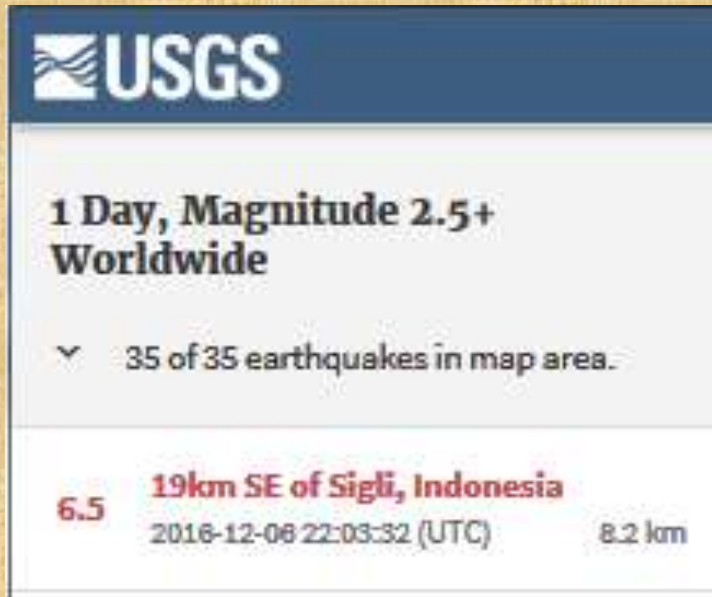 USGS
1 Day, Magnitude 2.5+
Worldwide
35 of 35 earthquakes in map area.
6.5 19km SE of Sigli, Indonesia
2016-12-06 22:03:32 (UTC) 8.2 km